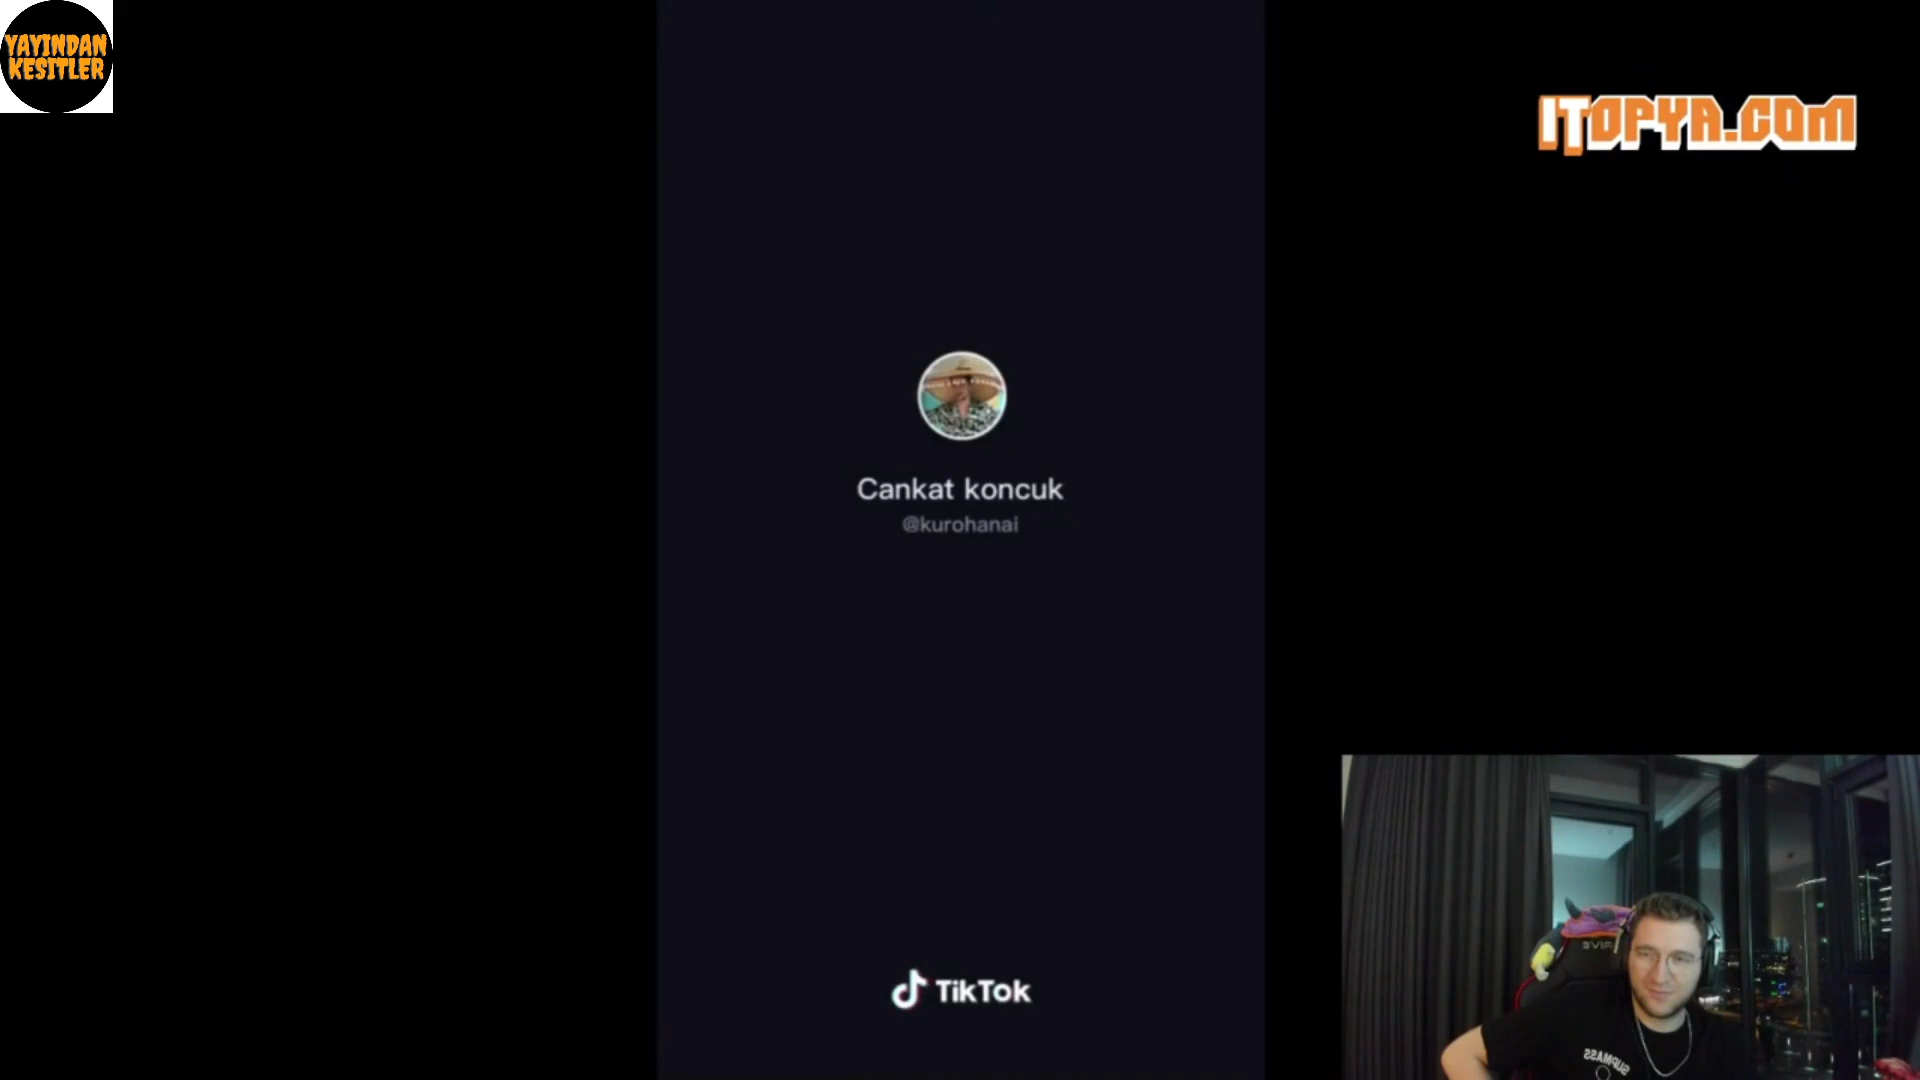 YAYINDAN
KESİTLER
ITOPYA.COM
Cankat koncuk
@kurohanai
TikTok